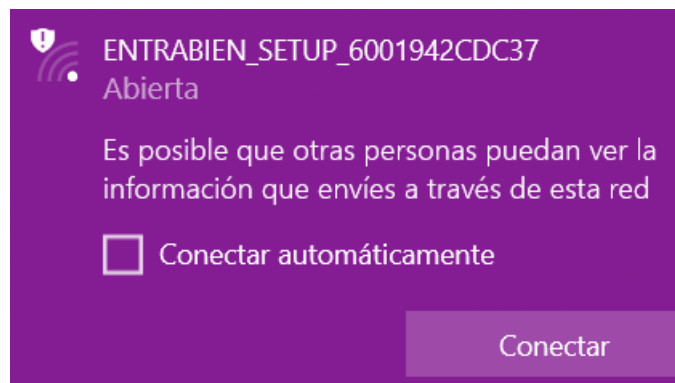 ENTRABIEN_SETUP_6001942CDC37
Abierta
Es posible que otras personas puedan ver la
información que envíes a través de esta red
Conectar automáticamente
Conectar